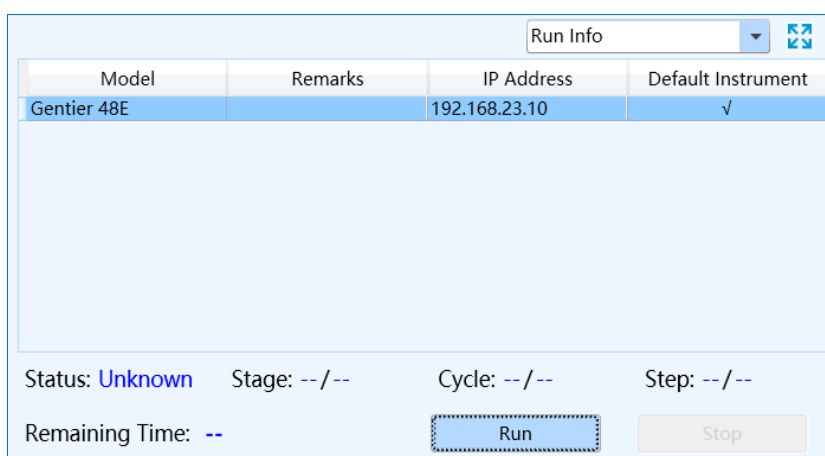 Run Info
Model Remarks IP Address Default Instrument
Gentier 48E 192.168.23.10 √
Status: Unknown Stage: --/-- Cycle: --/-- Step: --/--
Remaining Time: -- Run Stop